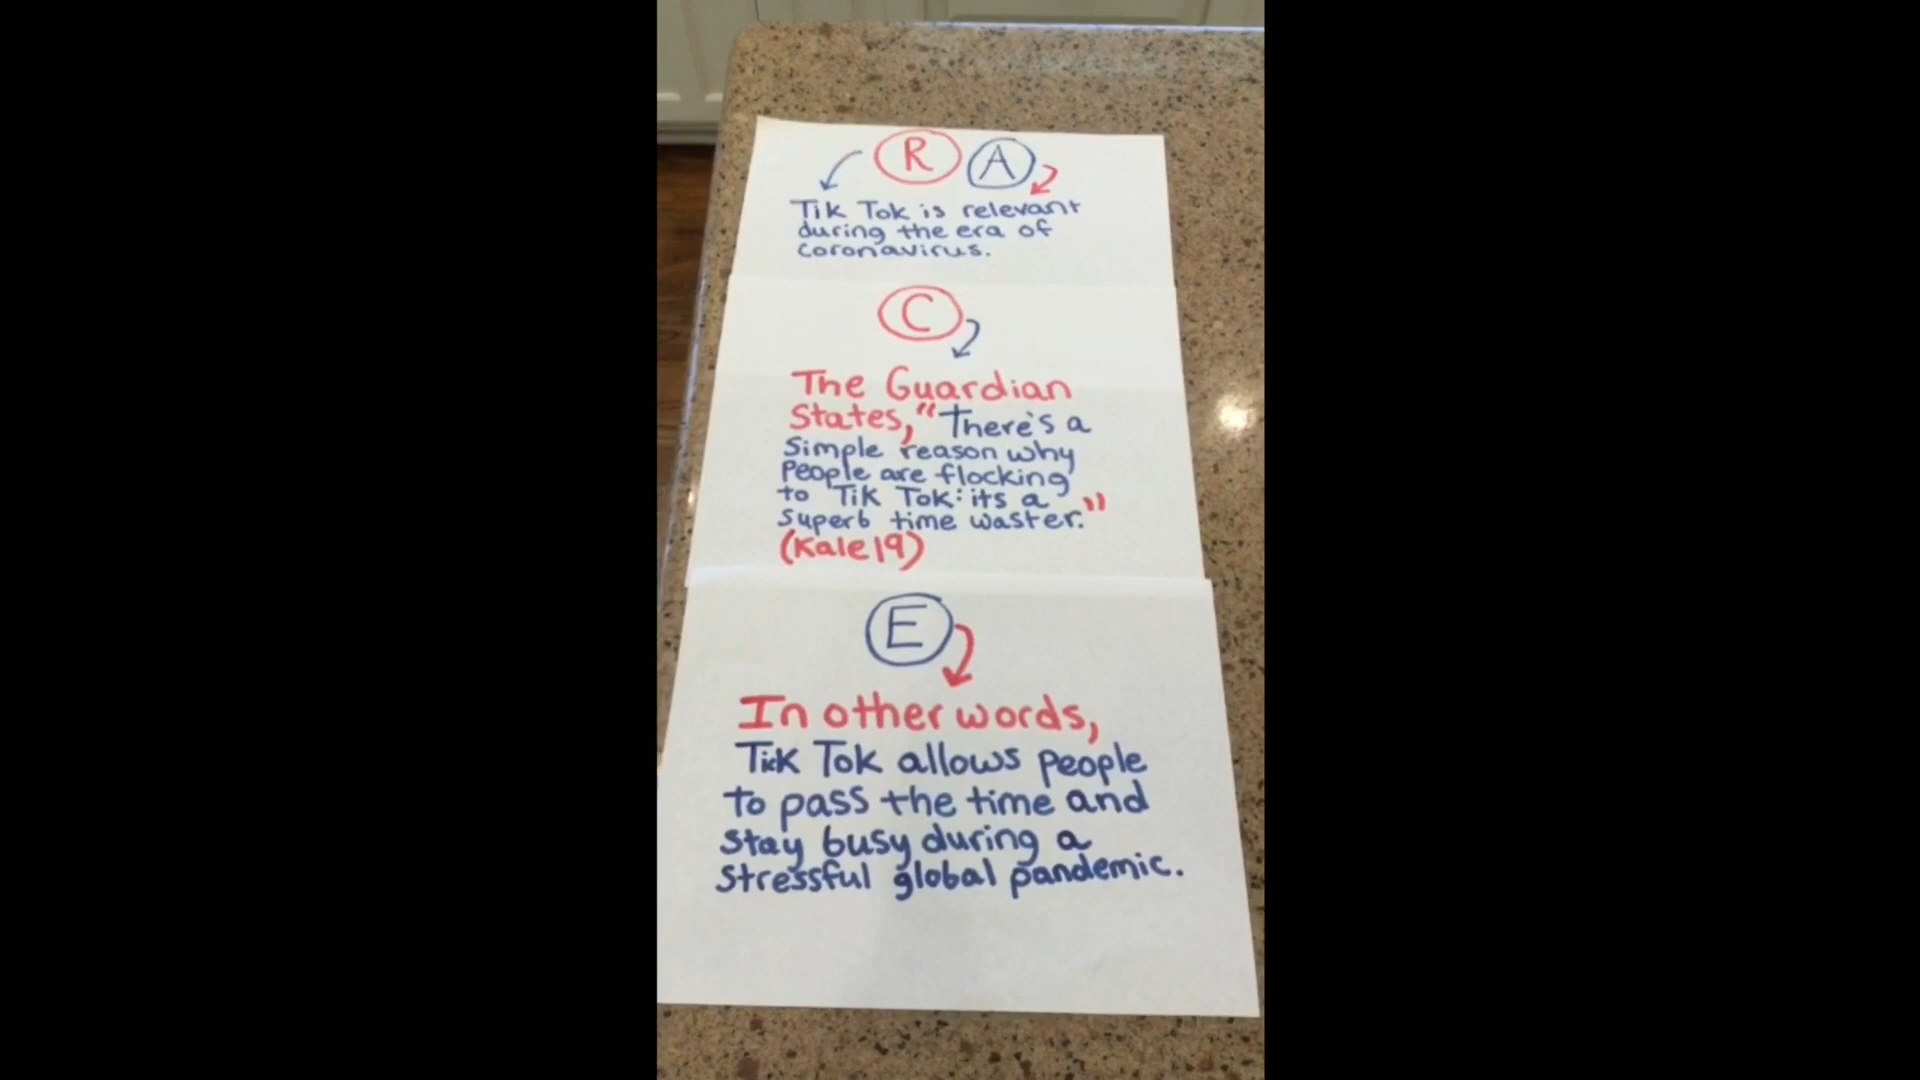 R A
Tik Tok is relevant
during the era of
coronavirus.
C
The Guardian
States, "There's a
simple reason why
people are flocking
to Tik Tok: its a
superb time waster."
(Kale 19)
E
In other words,
Tik Tok allows people
to pass the time and
stay busy during a
stressful global pandemic.